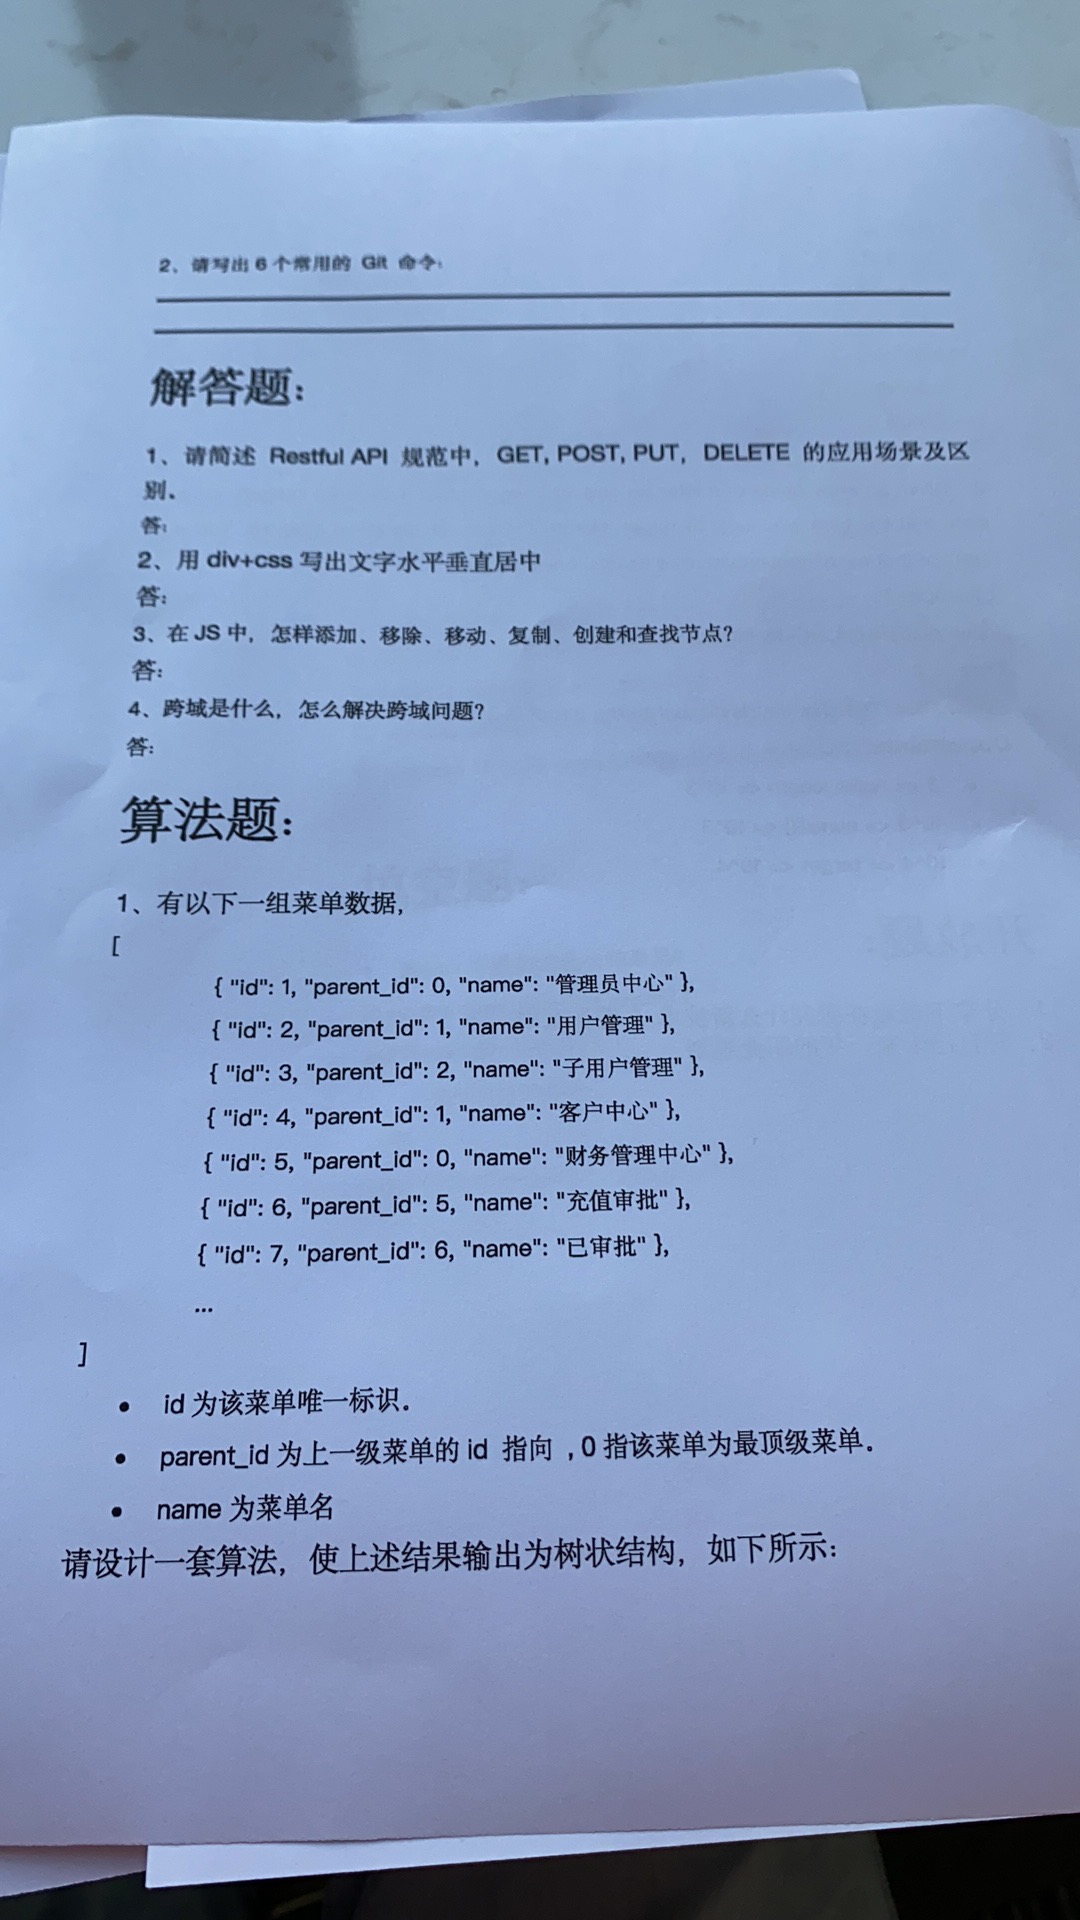 2、请写出 6 个常用的 Git 命令:
解答题:
1、请简述 Restful API 规范中，GET, POST, PUT，DELETE 的应用场景及区
别、
答:
2、用 div+css 写出文字水平垂直居中
答:
3、在 JS 中，怎样添加、移除、移动、复制、创建和查找节点?
答:
4、跨域是什么，怎么解决跨域问题?
答:
算法题:
1、有以下一组菜单数据,
[
{ "id": 1, "parent_id": 0, "name": "管理员中心" },
{ "id": 2, "parent_id": 1, "name": "用户管理" },
{ "id": 3, "parent_id": 2, "name": "子用户管理" },
{ "id": 4, "parent_id": 1, "name": "客户中心" },
{ "id": 5, "parent_id": 0, "name": "财务管理中心" },
{ "id": 6, "parent_id": 5, "name": "充值审批" },
{ "id": 7, "parent_id": 6, "name": "已审批" },
...
]
• id 为该菜单唯一标识。
• parent_id 为上一级菜单的 id 指向 , 0 指该菜单为最顶级菜单。
• name 为菜单名
请设计一套算法，使上述结果输出为树状结构，如下所示: